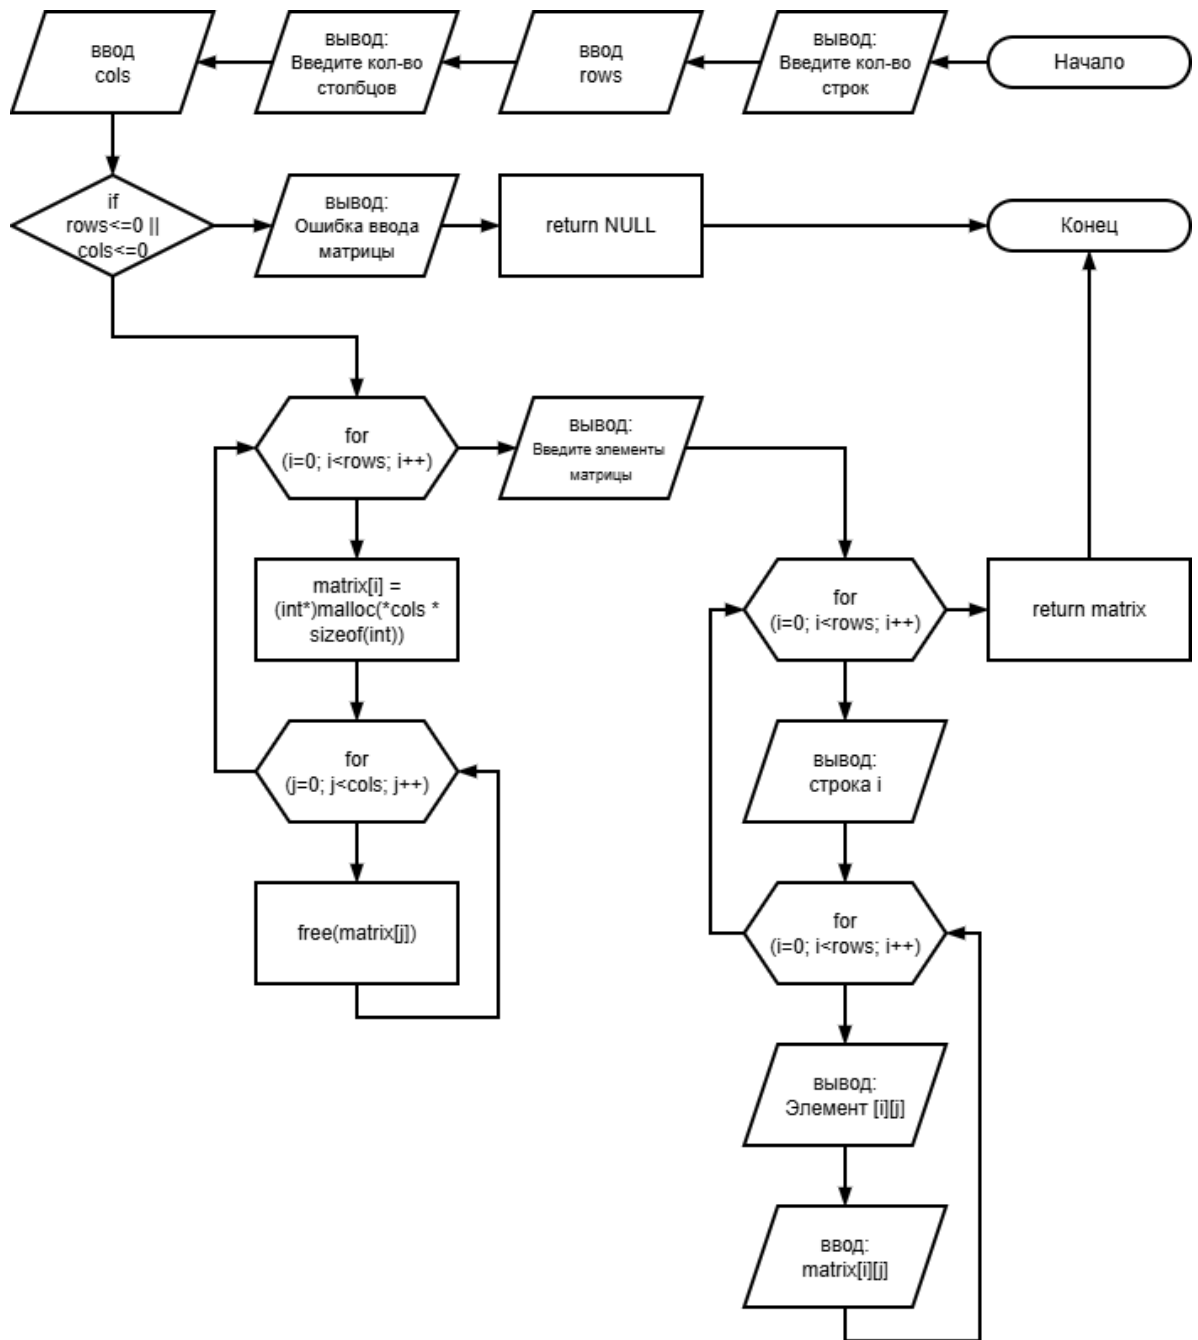 Начало
вывод:
Введите кол-во
строк
ввод
rows
вывод:
Введите кол-во
столбцов
ввод
cols
if
rows<=0 ||
cols<=0
вывод:
Ошибка ввода
матрицы
return NULL
Конец
for
(i=0; i<rows; i++)
вывод:
Введите элементы
матрицы
matrix[i] =
(int*)malloc(*cols *
sizeof(int))
for
(j=0; j<cols; j++)
free(matrix[j])
for
(i=0; i<rows; i++)
return matrix
вывод:
строка i
for
(i=0; i<rows; i++)
вывод:
Элемент [i][j]
ввод:
matrix[i][j]